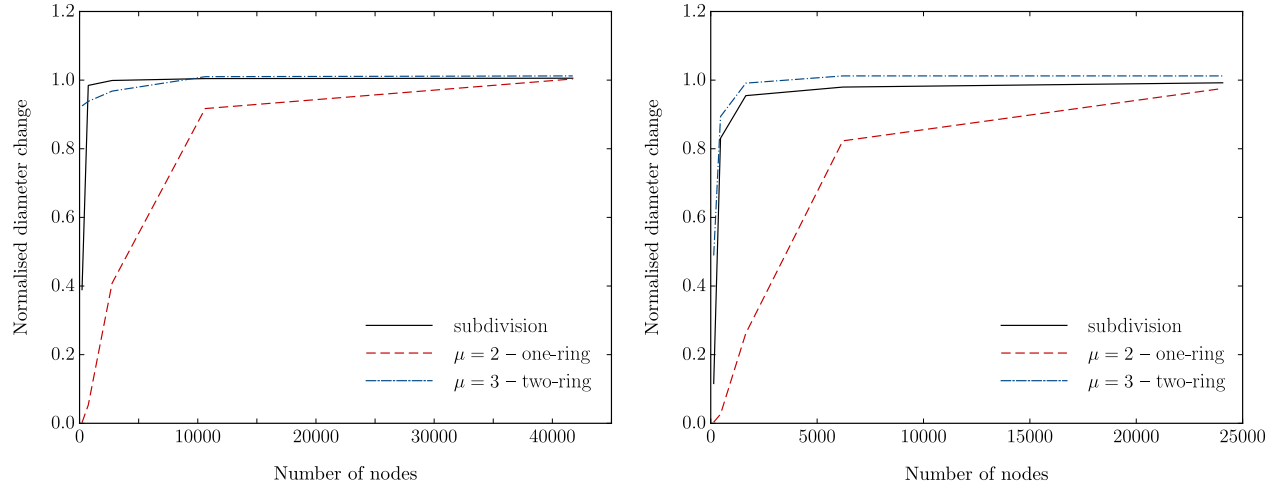 1.2
1.0
0.8
0.6
0.4
0.2
0.0
Normalised diameter change
subdivision
μ = 2 – one-ring
μ = 3 – two-ring
0 10000 20000 30000 40000
Number of nodes
1.2
1.0
0.8
0.6
0.4
0.2
0.0
Normalised diameter change
subdivision
μ = 2 – one-ring
μ = 3 – two-ring
0 5000 10000 15000 20000 25000
Number of nodes